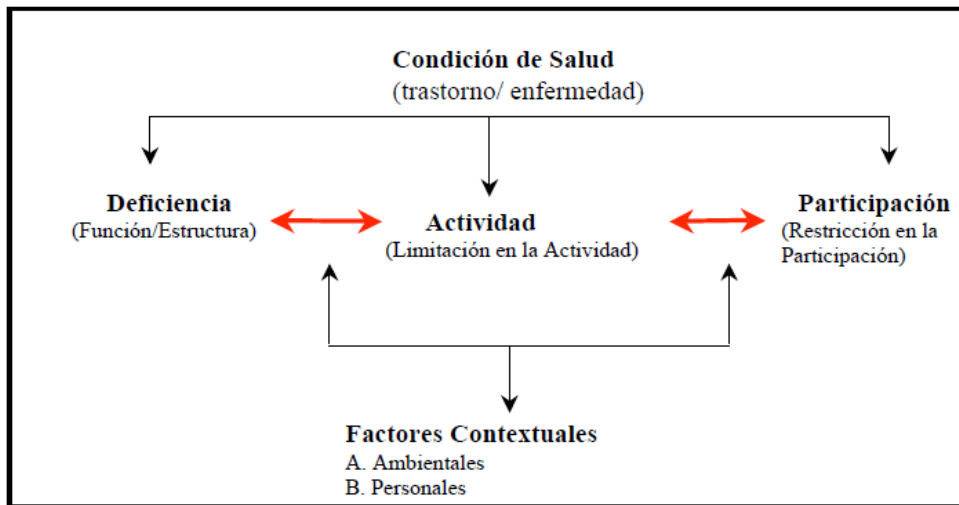 Condición de Salud
(trastorno/ enfermedad)
Deficiencia
(Función/Estructura)
Actividad
(Limitación en la Actividad)
Participación
(Restricción en la
Participación)
Factores Contextuales
A. Ambientales
B. Personales